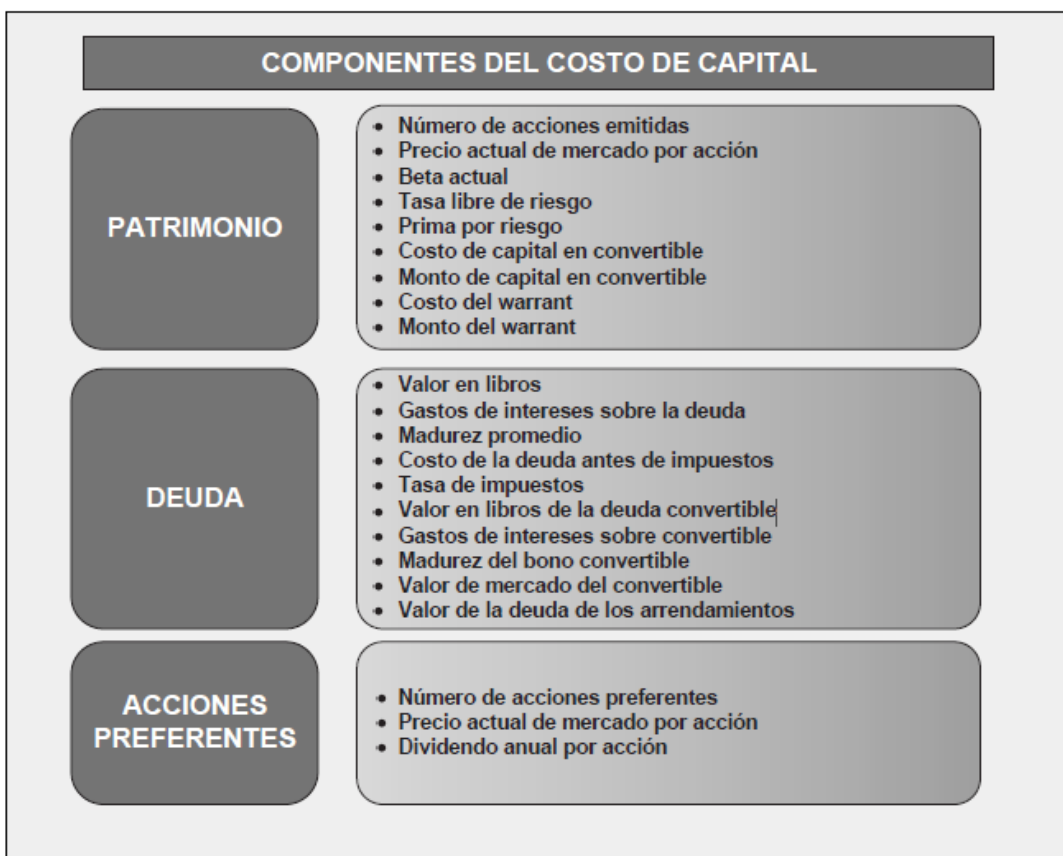 COMPONENTES DEL COSTO DE CAPITAL
PATRIMONIO
• Número de acciones emitidas
• Precio actual de mercado por acción
• Beta actual
• Tasa libre de riesgo
• Prima por riesgo
• Costo de capital en convertible
• Monto de capital en convertible
• Costo del warrant
• Monto del warrant
DEUDA
• Valor en libros
• Gastos de intereses sobre la deuda
• Madurez promedio
• Costo de la deuda antes de impuestos
• Tasa de impuestos
• Valor en libros de la deuda convertible
• Gastos de intereses sobre convertible
• Madurez del bono convertible
• Valor de mercado del convertible
• Valor de la deuda de los arrendamientos
ACCIONES
PREFERENTES
• Número de acciones preferentes
• Precio actual de mercado por acción
• Dividendo anual por acción